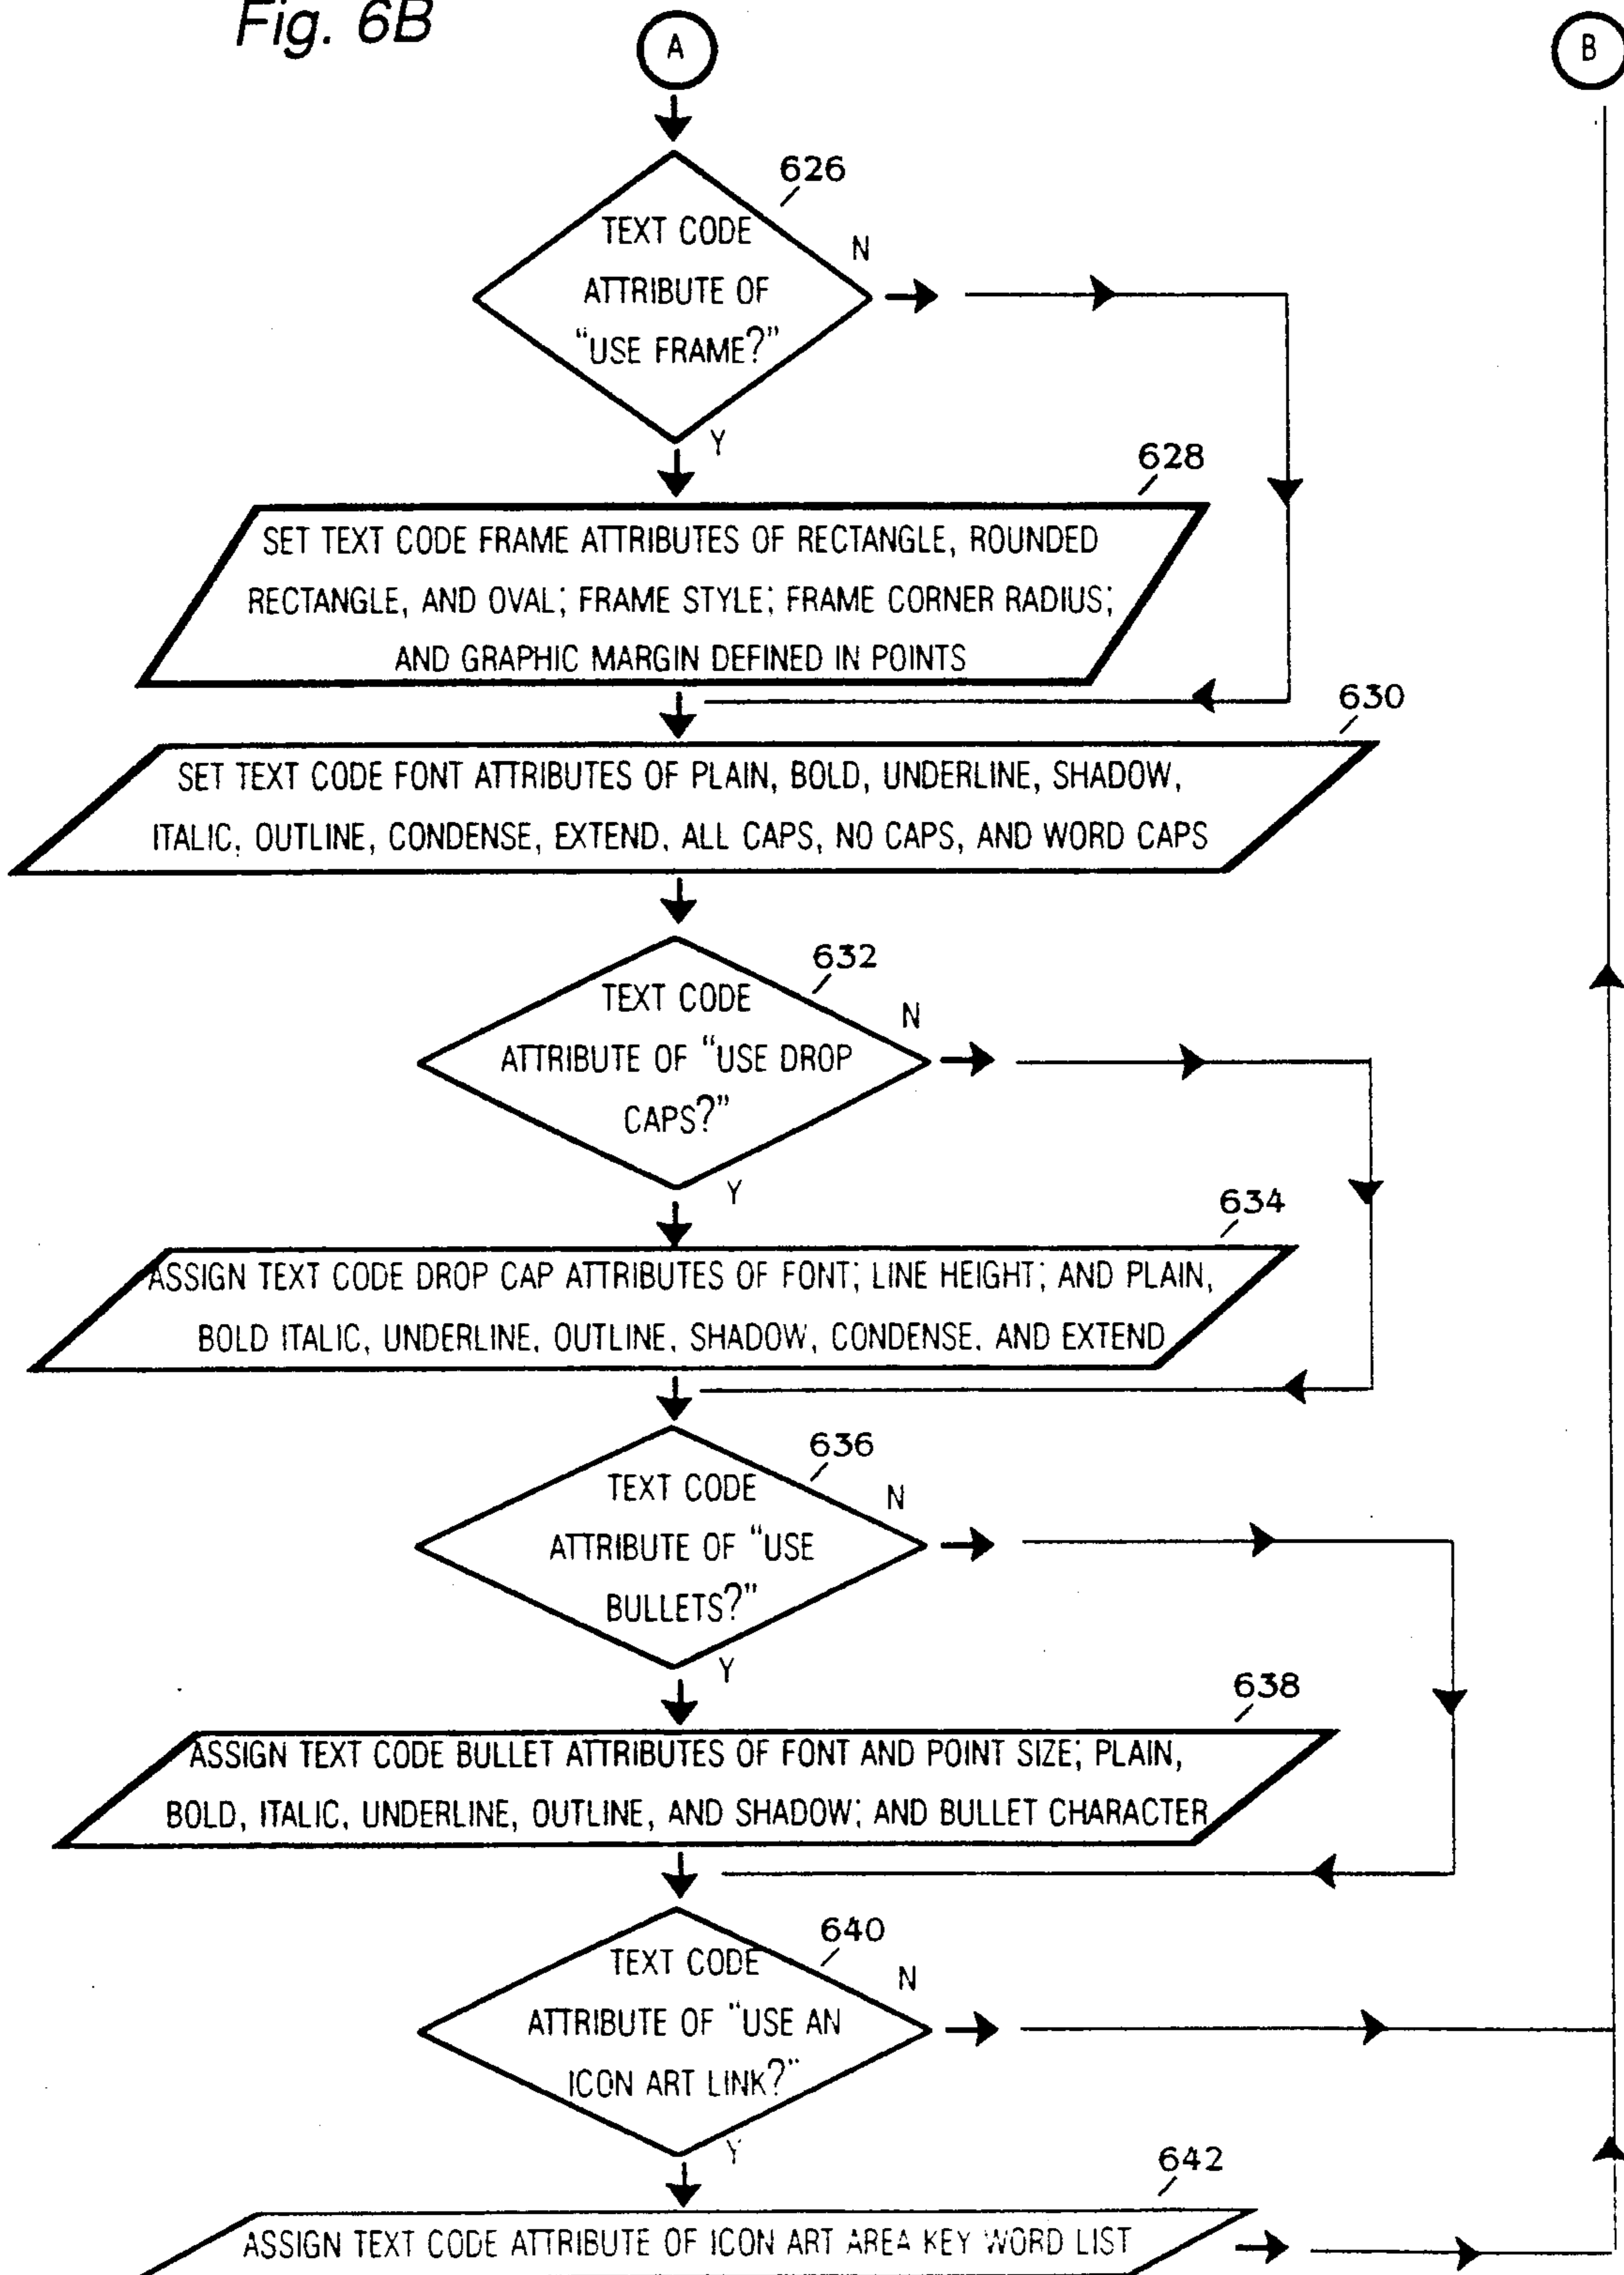 Fig. 6B
A
B
626
TEXT CODE
ATTRIBUTE OF
“USE FRAME?”
N
Y
628
SET TEXT CODE FRAME ATTRIBUTES OF RECTANGLE, ROUNDED
RECTANGLE, AND OVAL; FRAME STYLE; FRAME CORNER RADIUS;
AND GRAPHIC MARGIN DEFINED IN POINTS
630
SET TEXT CODE FONT ATTRIBUTES OF PLAIN, BOLD, UNDERLINE, SHADOW,
ITALIC, OUTLINE, CONDENSE, EXTEND, ALL CAPS, NO CAPS, AND WORD CAPS
632
TEXT CODE
ATTRIBUTE OF “USE DROP
CAPS?”
N
Y
634
ASSIGN TEXT CODE DROP CAP ATTRIBUTES OF FONT; LINE HEIGHT; AND PLAIN,
BOLD ITALIC, UNDERLINE, OUTLINE, SHADOW, CONDENSE, AND EXTEND
636
TEXT CODE
ATTRIBUTE OF “USE
BULLETS?”
N
Y
638
ASSIGN TEXT CODE BULLET ATTRIBUTES OF FONT AND POINT SIZE; PLAIN,
BOLD, ITALIC, UNDERLINE, OUTLINE, AND SHADOW; AND BULLET CHARACTER
640
TEXT CODE
ATTRIBUTE OF “USE AN
ICON ART LINK?”
N
Y
642
ASSIGN TEXT CODE ATTRIBUTE OF ICON ART AREA KEY WORD LIST